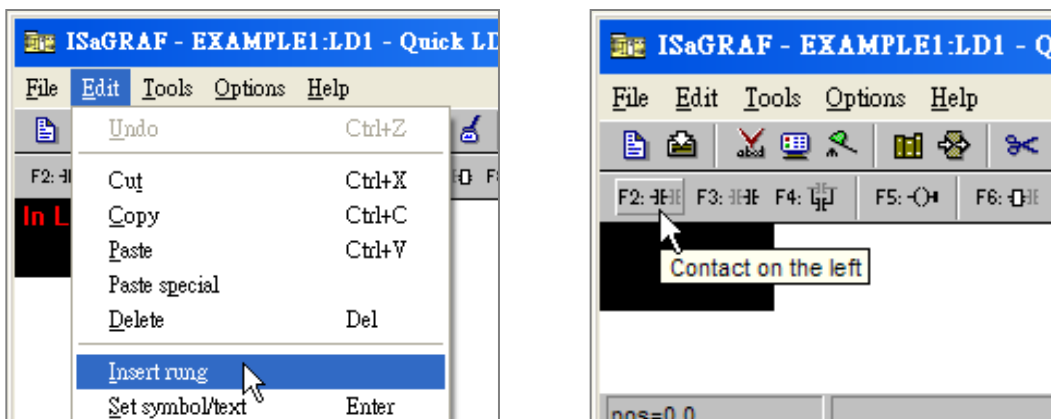 ISaGRAF - EXAMPLE1:LD1 - Quick LD
File Edit Tools Options Help
Undo Ctrl+Z
F2:
Cut Ctrl+X
In L
Copy Ctrl+C
Paste Ctrl+V
Paste special
Delete Del
Insert rung
Set symbol/text Enter
ISaGRAF - EXAMPLE1:LD1 - Q
File Edit Tools Options Help
abcd
F2: F3: F4: F5: F6:
Contact on the left
pos=0,0